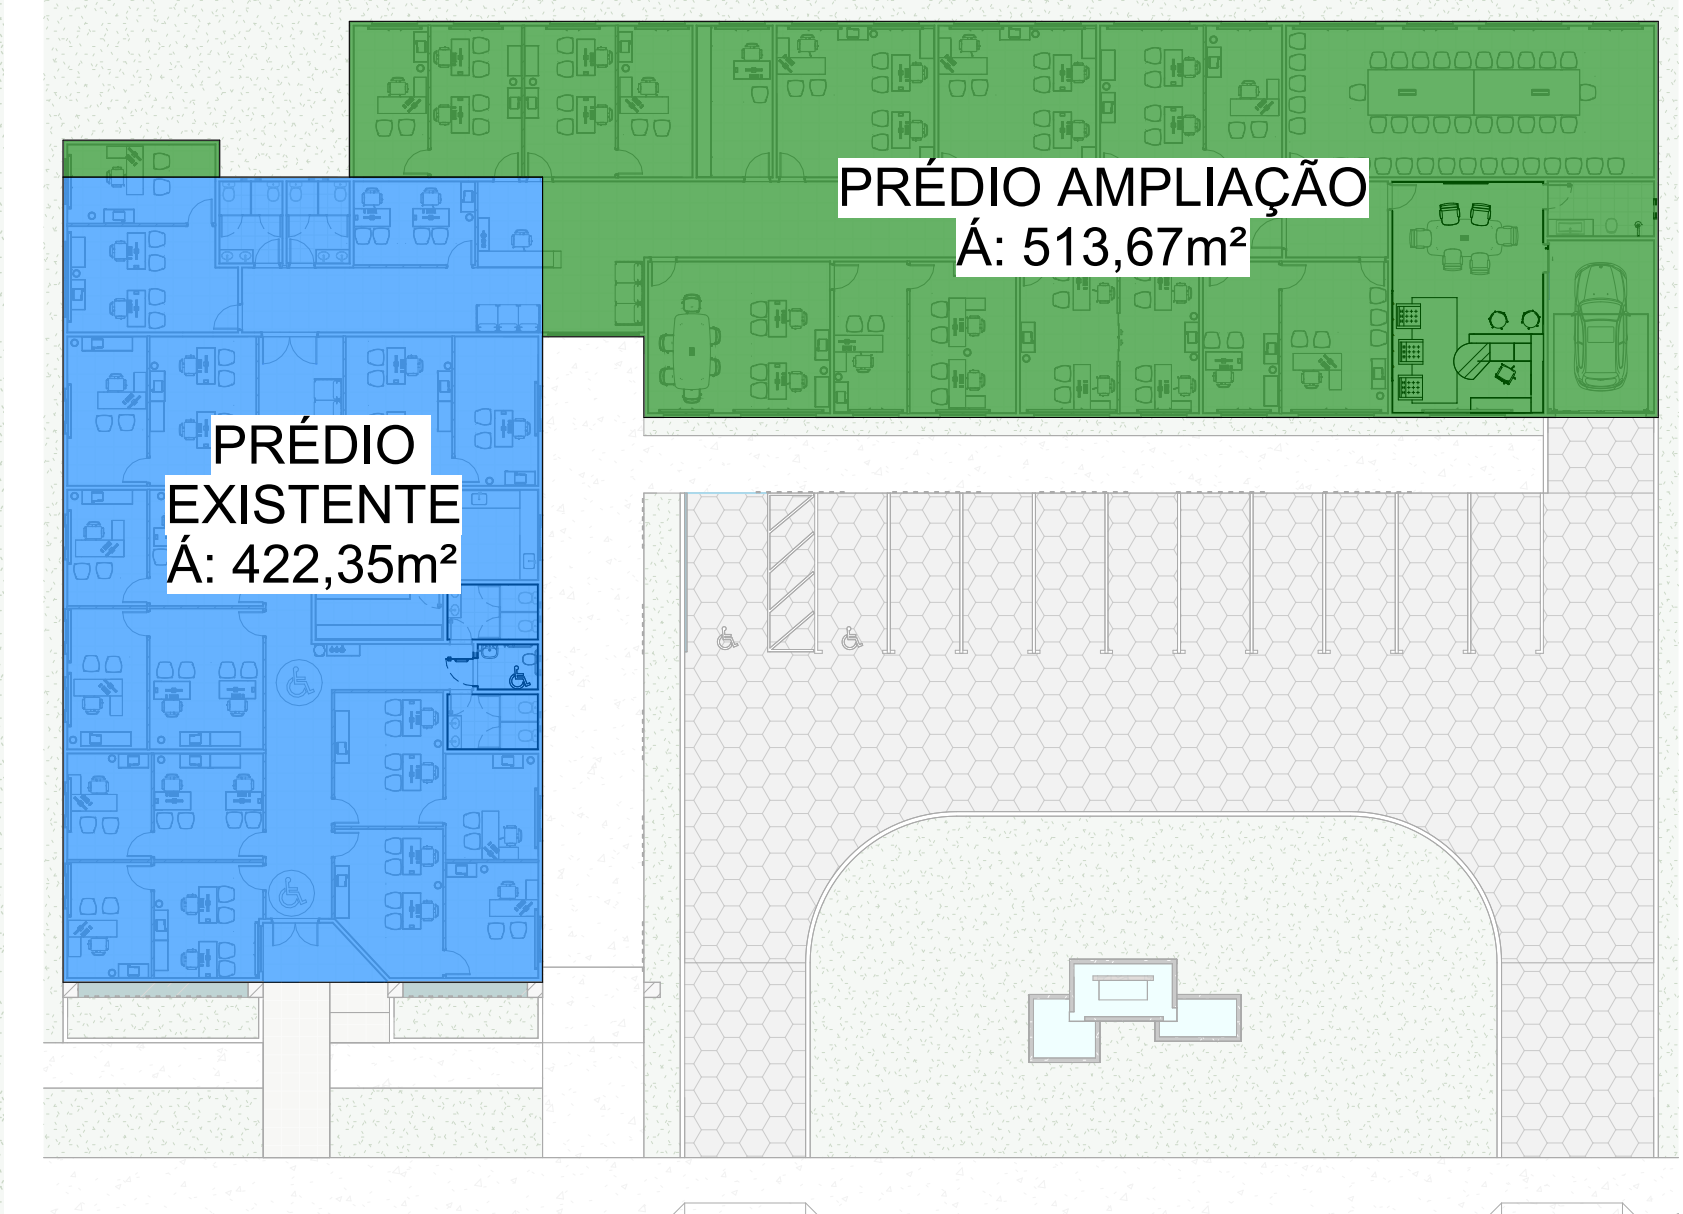 PRÉDIO AMPLIAÇÃO
Á: 513,67m²
PRÉDIO
EXISTENTE
Á: 422,35m²